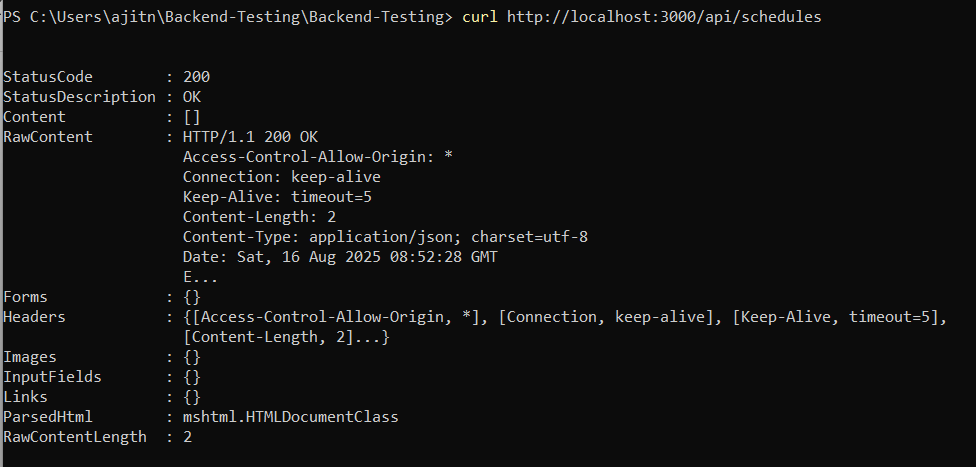 PS C:\Users\ajitn\Backend-Testing\Backend-Testing> curl http://localhost:3000/api/schedules
StatusCode        : 200
StatusDescription : OK
Content           : []
RawContent        : HTTP/1.1 200 OK
                    Access-Control-Allow-Origin: *
                    Connection: keep-alive
                    Keep-Alive: timeout=5
                    Content-Length: 2
                    Content-Type: application/json; charset=utf-8
                    Date: Sat, 16 Aug 2025 08:52:28 GMT
                    E...
Forms             : {}
Headers           : {[Access-Control-Allow-Origin, *], [Connection, keep-alive], [Keep-Alive, timeout=5],
                    [Content-Length, 2]...}
Images            : {}
InputFields       : {}
Links             : {}
ParsedHtml        : mshtml.HTMLDocumentClass
RawContentLength  : 2